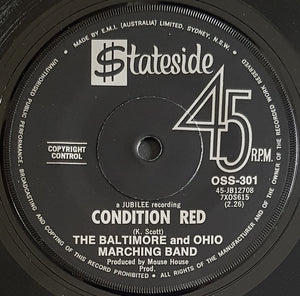 MADE BY E.M.I. (AUSTRALIA) LIMITED. SYDNEY, N.S.W.
ALL RIGHTS OF THE MANUFACTURER AND OF THE OWNER OF THE RECORDED WORK RESERVED
UNAUTHORISED PUBLIC PERFORMANCE, BROADCASTING AND COPYING OF THIS RECORD PROHIBITED
$tateside
45
R.P.M.
COPYRIGHT
CONTROL
OSS-301
45-JB12708
7XOS615
(2.26)
a JUBILEE recording
CONDITION RED
(K. Scott)
THE BALTIMORE and OHIO
MARCHING BAND
Produced by Mouse House
Prod.